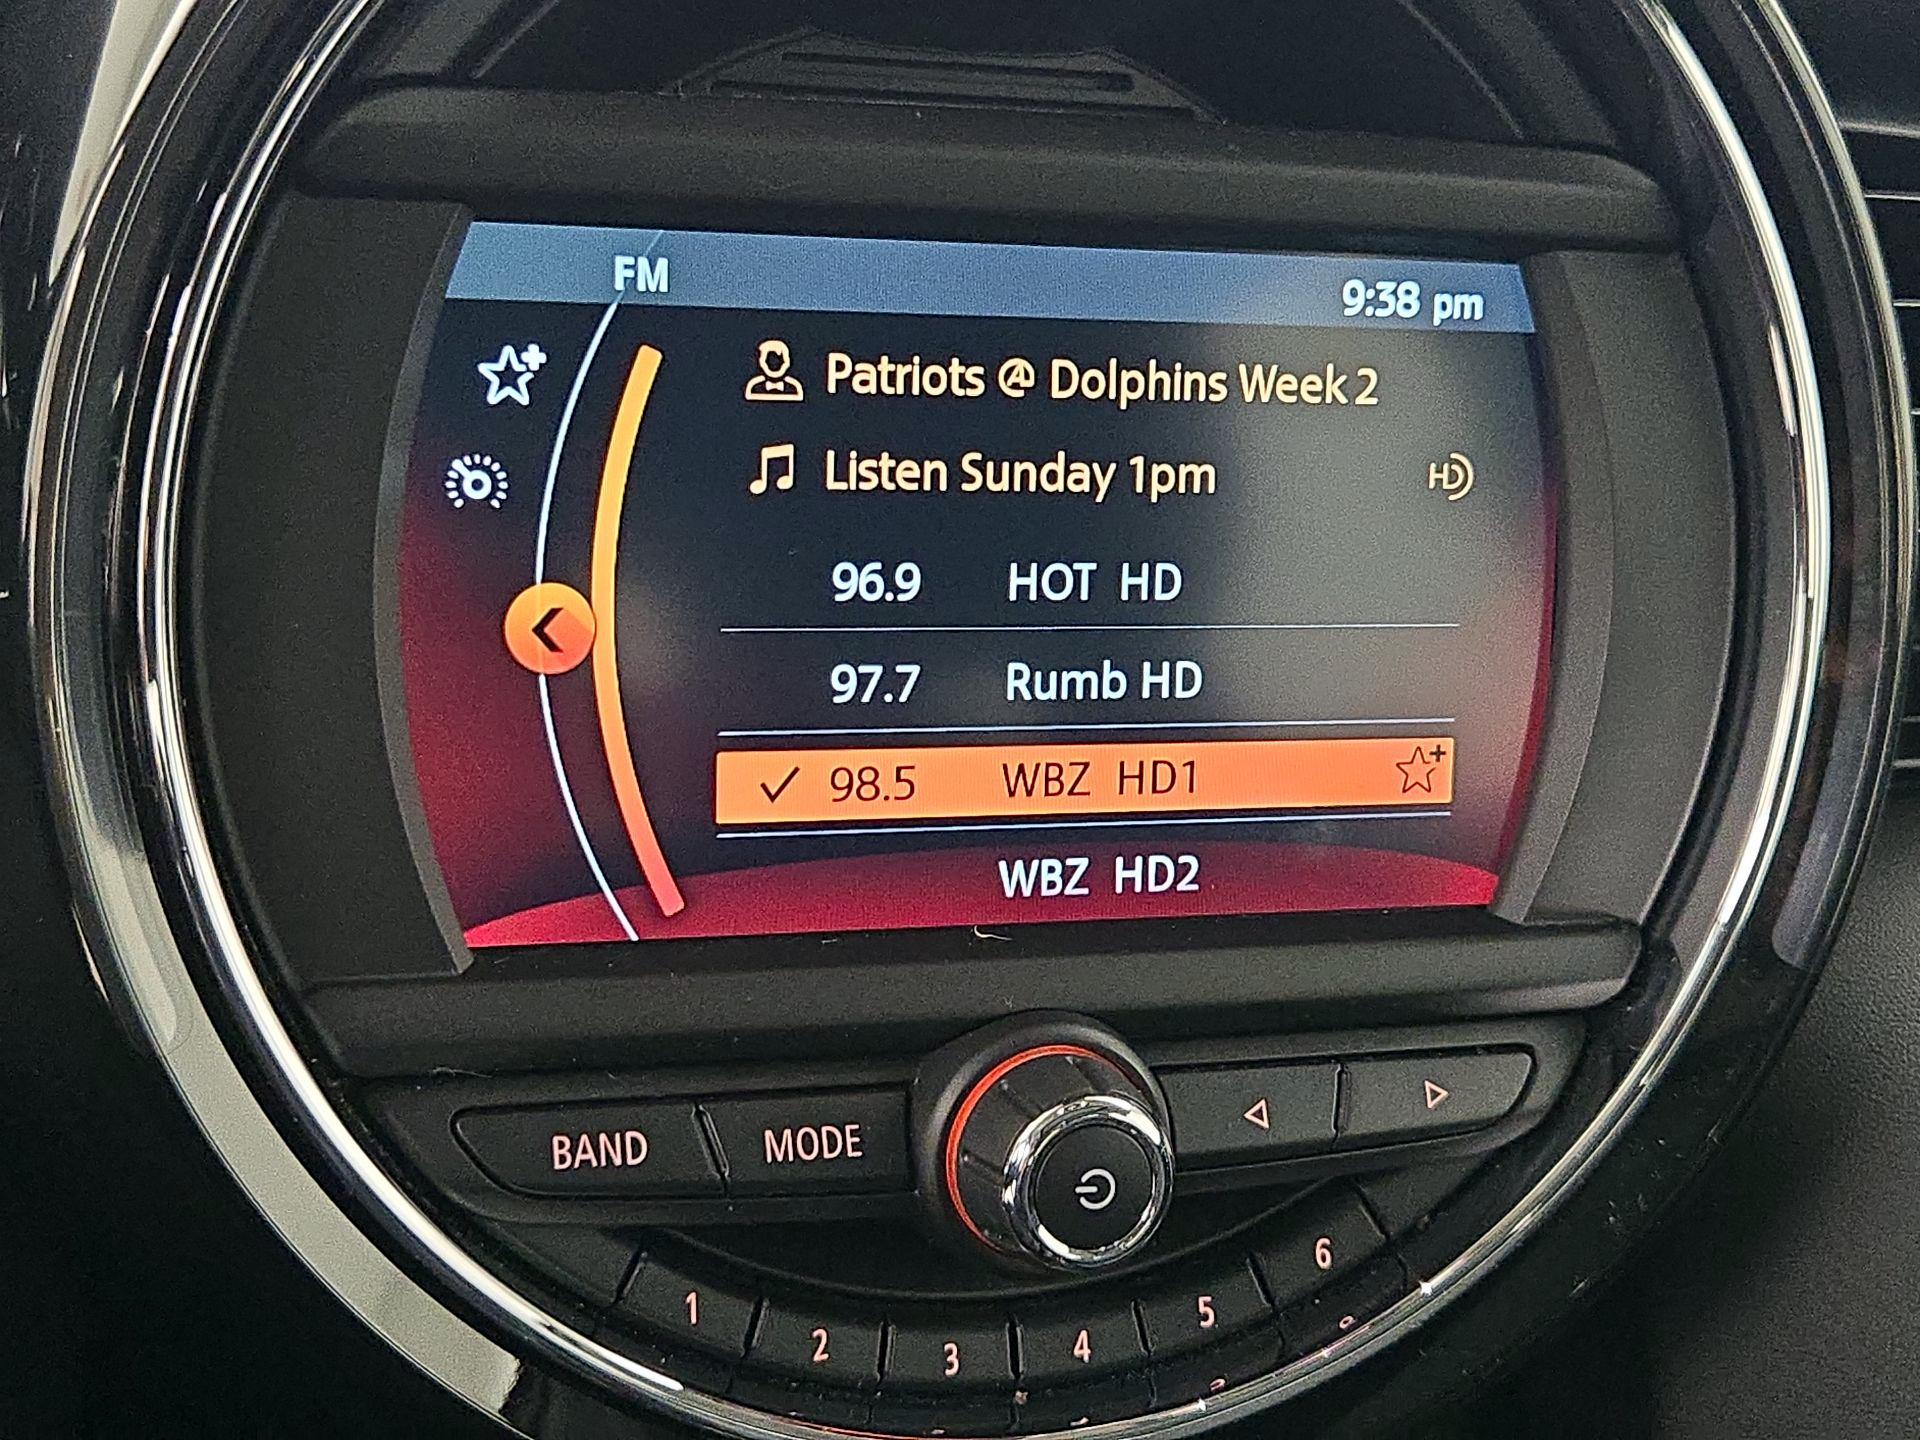 FM
9:38 pm
Patriots @ Dolphins Week 2
Listen Sunday 1pm
HD
96.9 HOT HD
97.7 Rumb HD
98.5 WBZ HD1
WBZ HD2
BAND
MODE
1
2
3
4
5
6